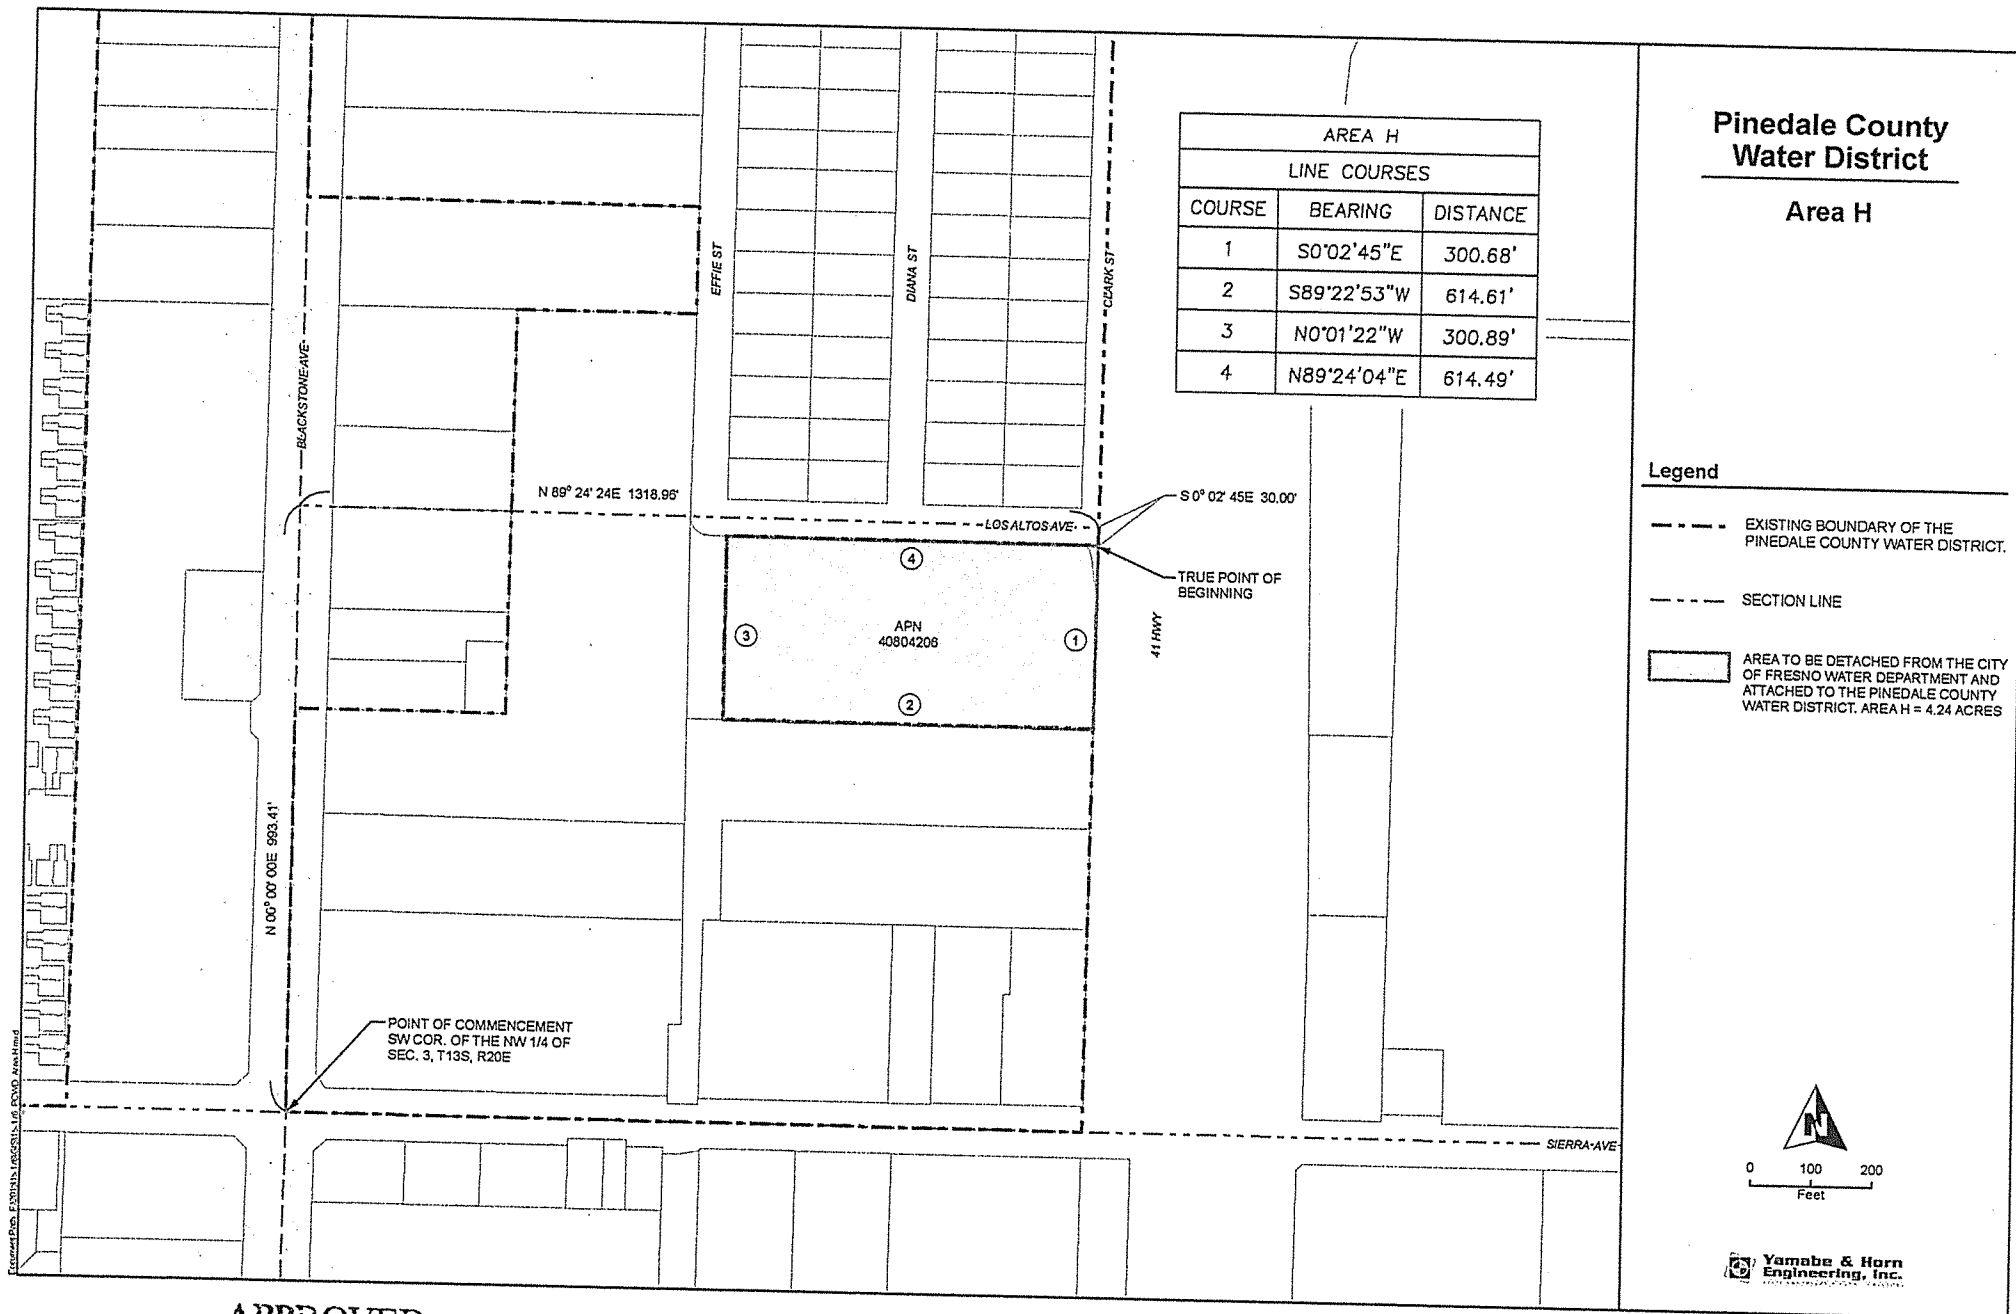 Pinedale County
Water District
Area H
AREA H
LINE COURSES
COURSE BEARING DISTANCE
1 S0°02'45"E 300.68'
2 S89°22'53"W 614.61'
3 N0°01'22"W 300.89'
4 N89°24'04"E 614.49'
EFFIE ST
DIANA ST
CLARK ST
BLACKSTONE AVE
N 89° 24' 24E 1318.96'
S 0° 02' 45E 30.00'
LOS ALTOS AVE
TRUE POINT OF
BEGINNING
4
APN
40804206
3
1
2
41 HWY
N 00° 00' 00E 993.41'
POINT OF COMMENCEMENT
SW COR. OF THE NW 1/4 OF
SEC. 3, T13S, R20E
SIERRA AVE
Legend
EXISTING BOUNDARY OF THE
PINEDALE COUNTY WATER DISTRICT.
SECTION LINE
AREA TO BE DETACHED FROM THE CITY
OF FRESNO WATER DEPARTMENT AND
ATTACHED TO THE PINEDALE COUNTY
WATER DISTRICT. AREA H = 4.24 ACRES
N
0 100 200
Feet
Yamabe & Horn
Engineering, Inc.
APPROVED